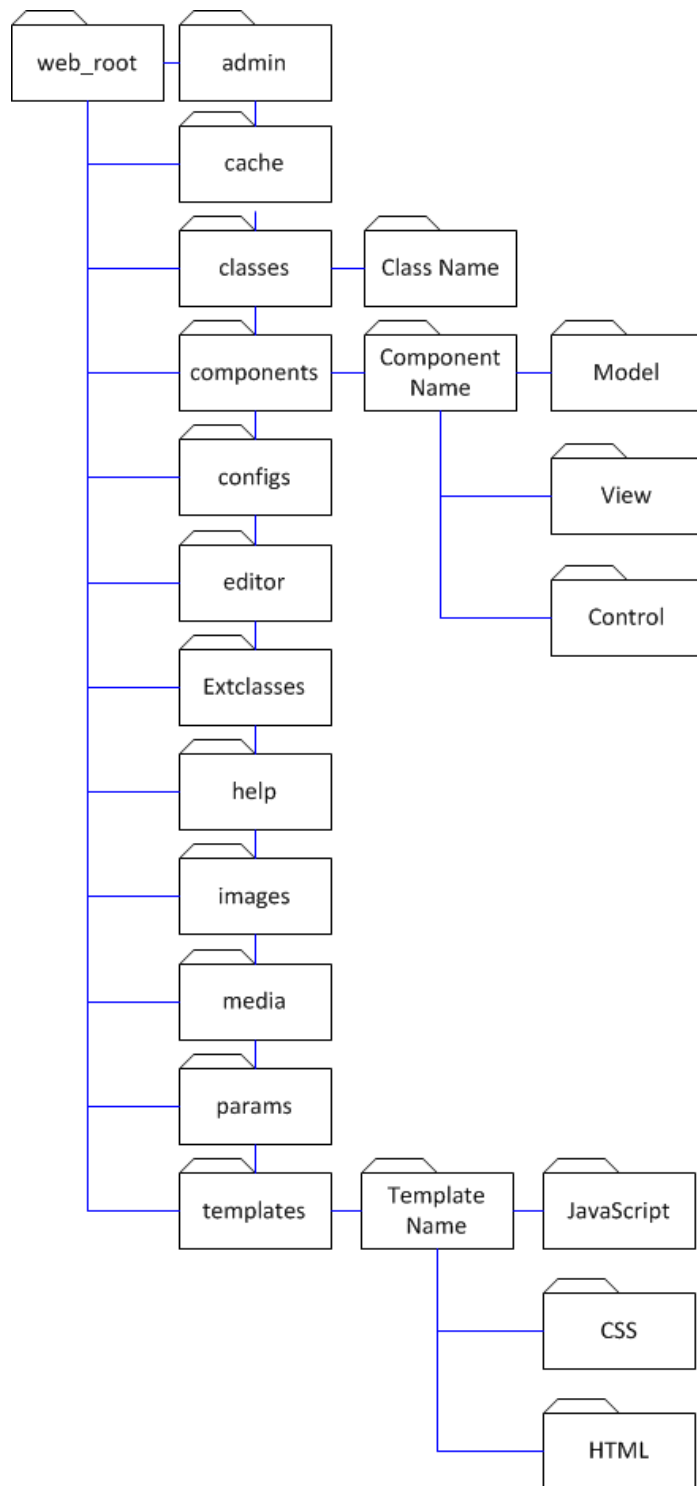 web_root
admin
cache
classes
Class Name
components
Component
Name
Model
configs
View
editor
Control
Extclasses
help
images
media
params
templates
Template
Name
JavaScript
CSS
HTML